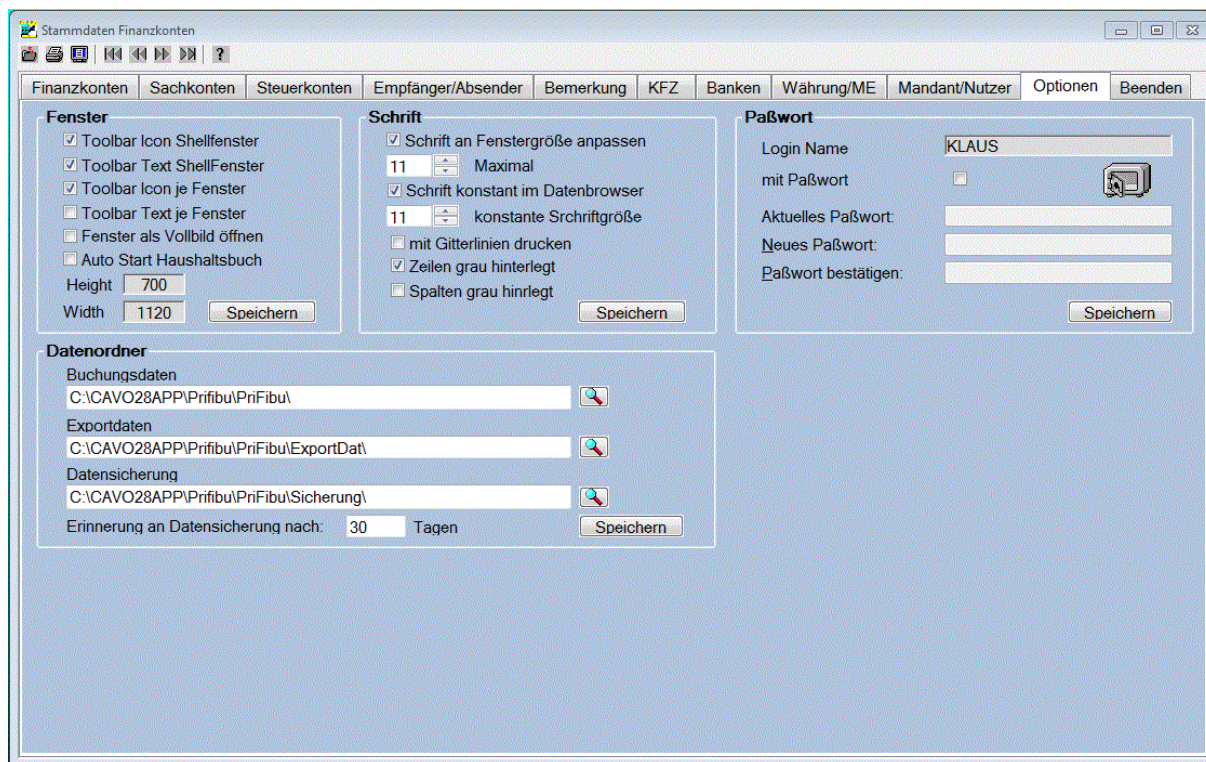 Stammdaten Finanzkonten
?
Finanzkonten Sachkonten Steuerkonten Empfänger/Absender Bemerkung KFZ Banken Währung/ME Mandant/Nutzer Optionen Beenden
Fenster
Toolbar Icon Shellfenster
Toolbar Text ShellFenster
Toolbar Icon je Fenster
Toolbar Text je Fenster
Fenster als Vollbild öffnen
Auto Start Haushaltsbuch
Height 700
Width 1120 Speichern
Schrift
Schrift an Fenstergröße anpassen
11 Maximal
Schrift konstant im Datenbrowser
11 konstante Srchriftgröße
mit Gitterlinien drucken
Zeilen grau hinterlegt
Spalten grau hinrlegt
Speichern
Paßwort
Login Name KLAUS
mit Paßwort
Aktuelles Paßwort:
Neues Paßwort:
Paßwort bestätigen:
Speichern
Datenordner
Buchungsdaten
C:\CAVO28APP\Prifibu\PriFibu\
Exportdaten
C:\CAVO28APP\Prifibu\PriFibu\ExportDat\
Datensicherung
C:\CAVO28APP\Prifibu\PriFibu\Sicherung\
Erinnerung an Datensicherung nach: 30 Tagen Speichern